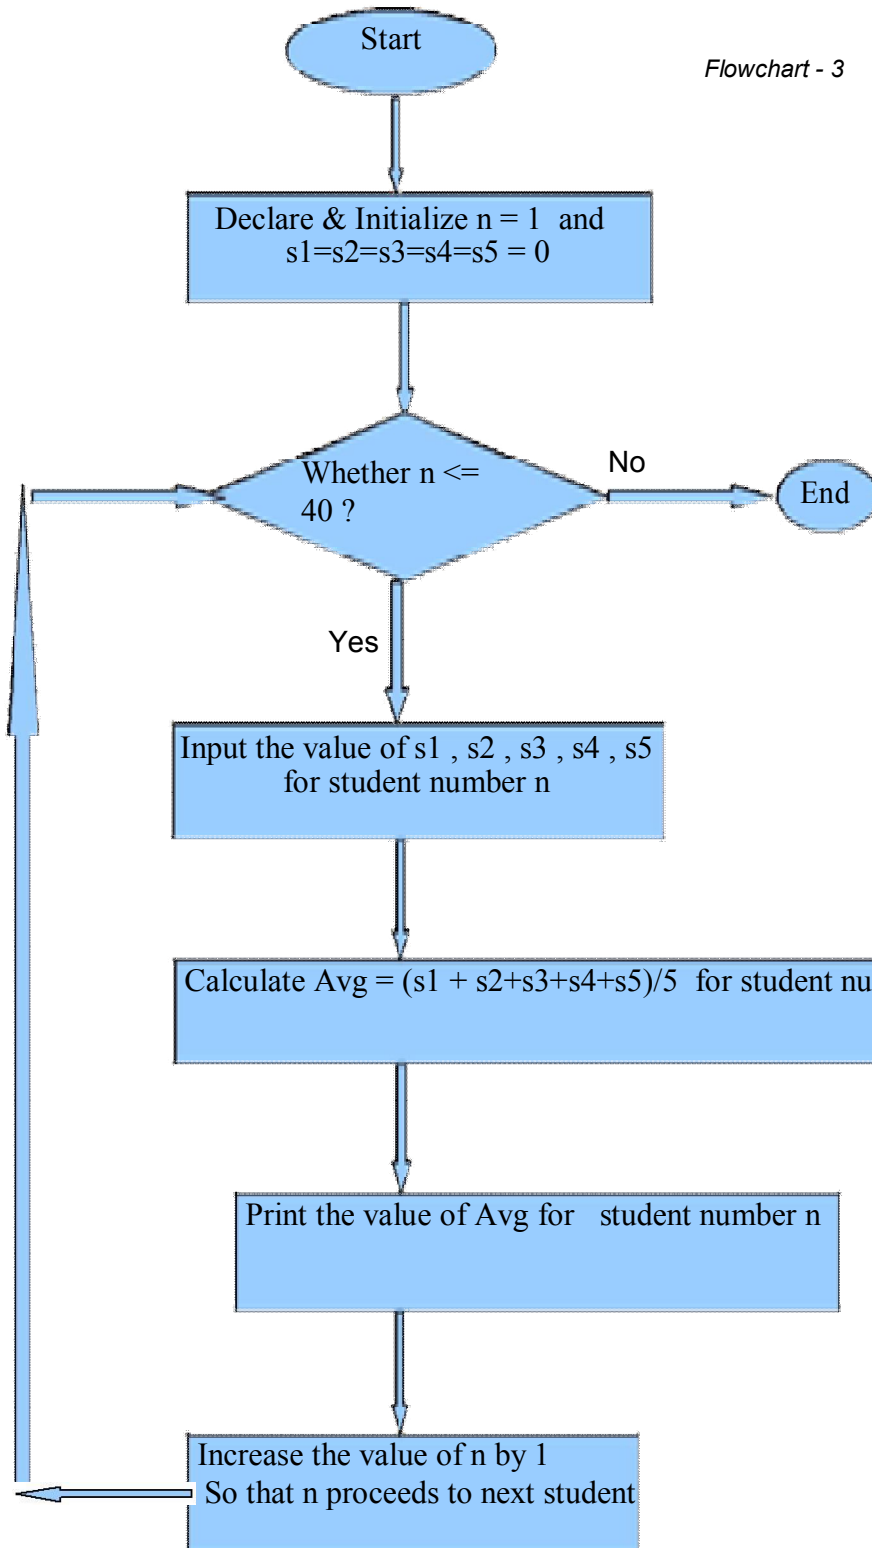 Start
Flowchart - 3
Declare & Initialize n = 1 and
s1=s2=s3=s4=s5 = 0
Whether n <=
40 ?
No
End
Yes
Input the value of s1 , s2 , s3 , s4 , s5
for student number n
Calculate Avg = (s1 + s2+s3+s4+s5)/5 for student nu
Print the value of Avg for student number n
Increase the value of n by 1
So that n proceeds to next student